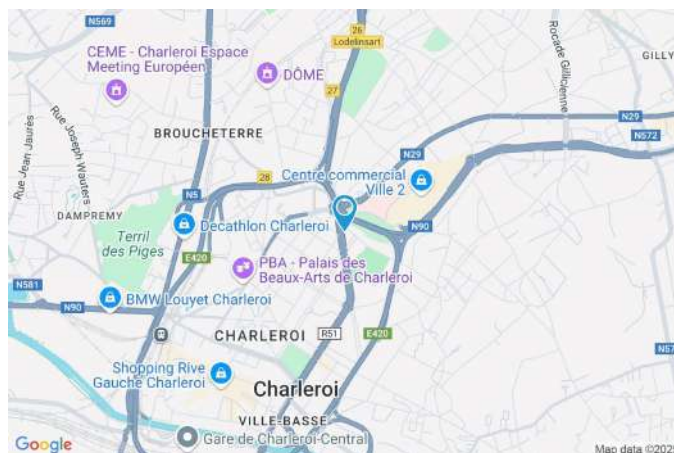 N569
26
Lodelinsart
CEME - Charleroi Espace
Meeting Européen
DÔME
27
Rocade Gillicienne
GILLY
Rue Jean Jaurès
Rue Joseph Wauters
BROUCHETERRE
N29
N572
N29
Centre commercial
Ville 2
28
N5
DAMPREMY
Decathlon Charleroi
N90
Terril
des Piges
E420
PBA - Palais des
Beaux-Arts de Charleroi
N581
N90
BMW Louyet Charleroi
CHARLEROI
R51
E420
N57
Shopping Rive
Gauche Charleroi
Charleroi
VILLE-BASSE
Gare de Charleroi-Central
Google
Map data ©2025